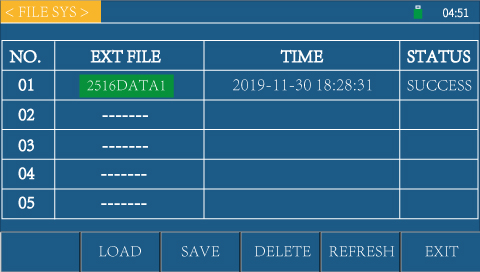 < FILE SYS > 04:51
NO. EXT FILE TIME STATUS
01 2516DATA1 2019-11-30 18:28:31 SUCCESS
02 -------
03 -------
04 -------
05 -------
LOAD SAVE DELETE REFRESH EXIT